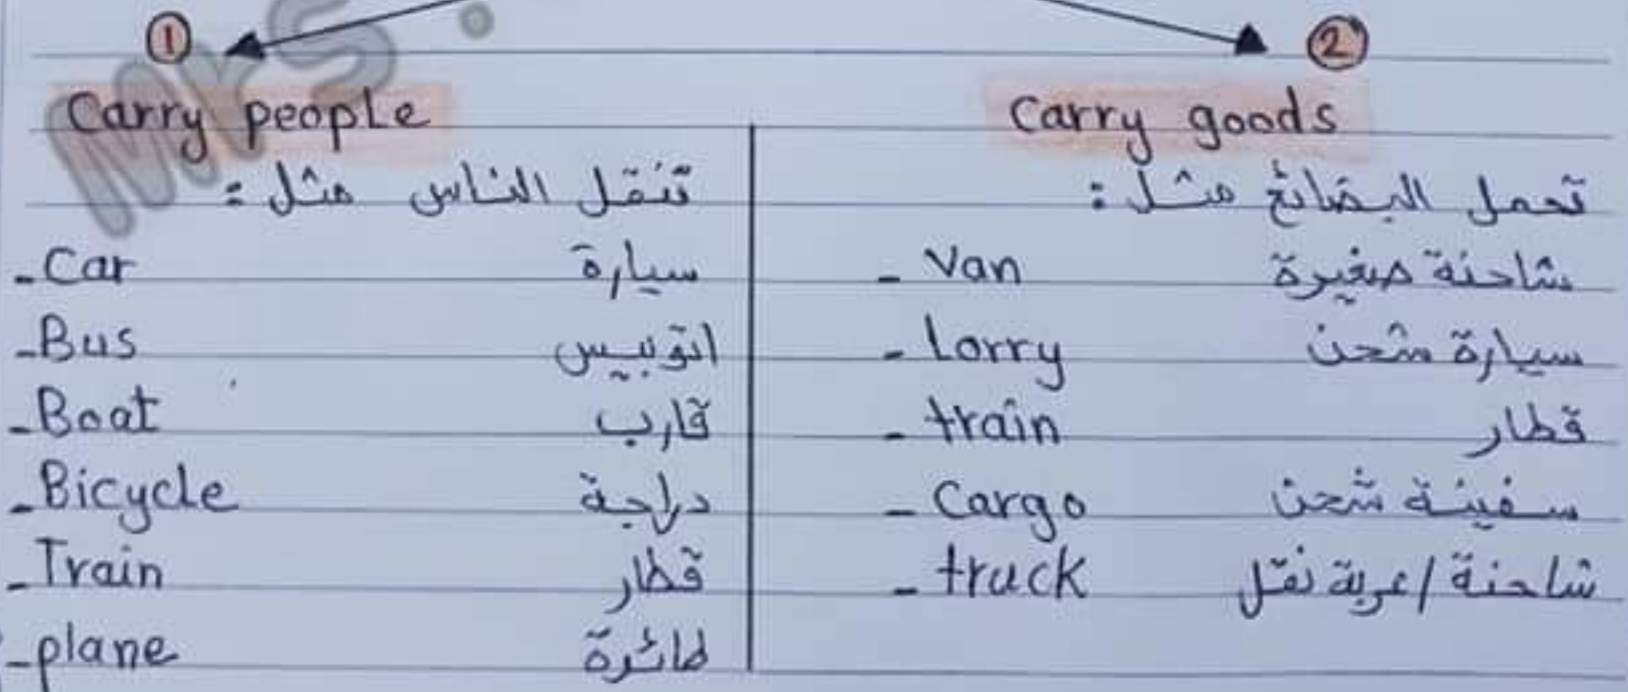 Mrs.
① ②
Carry people
تنقل الناس مثل :
- Car سيارة
- Bus اتوبيس
- Boat قارب
- Bicycle دراجة
- Train قطار
- plane طائرة
Carry goods
تحمل البضائع مثل :
- Van شاحنة صغيرة
- Lorry سيارة شحن
- train قطار
- Cargo سفينة شحن
- truck شاحنة / عربة نقل